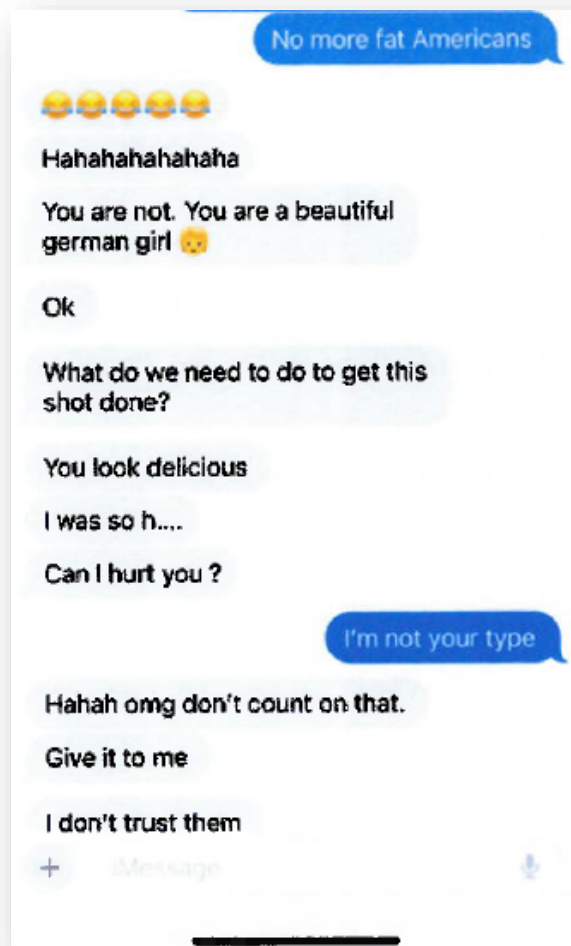 No more fat Americans
😂😂😂😂😂
Hahahahahahaha
You are not. You are a beautiful
german girl 👧
Ok
What do we need to do to get this
shot done?
You look delicious
I was so h....
Can I hurt you ?
I'm not your type
Hahah omg don't count on that.
Give it to me
I don't trust them
+ iMessage